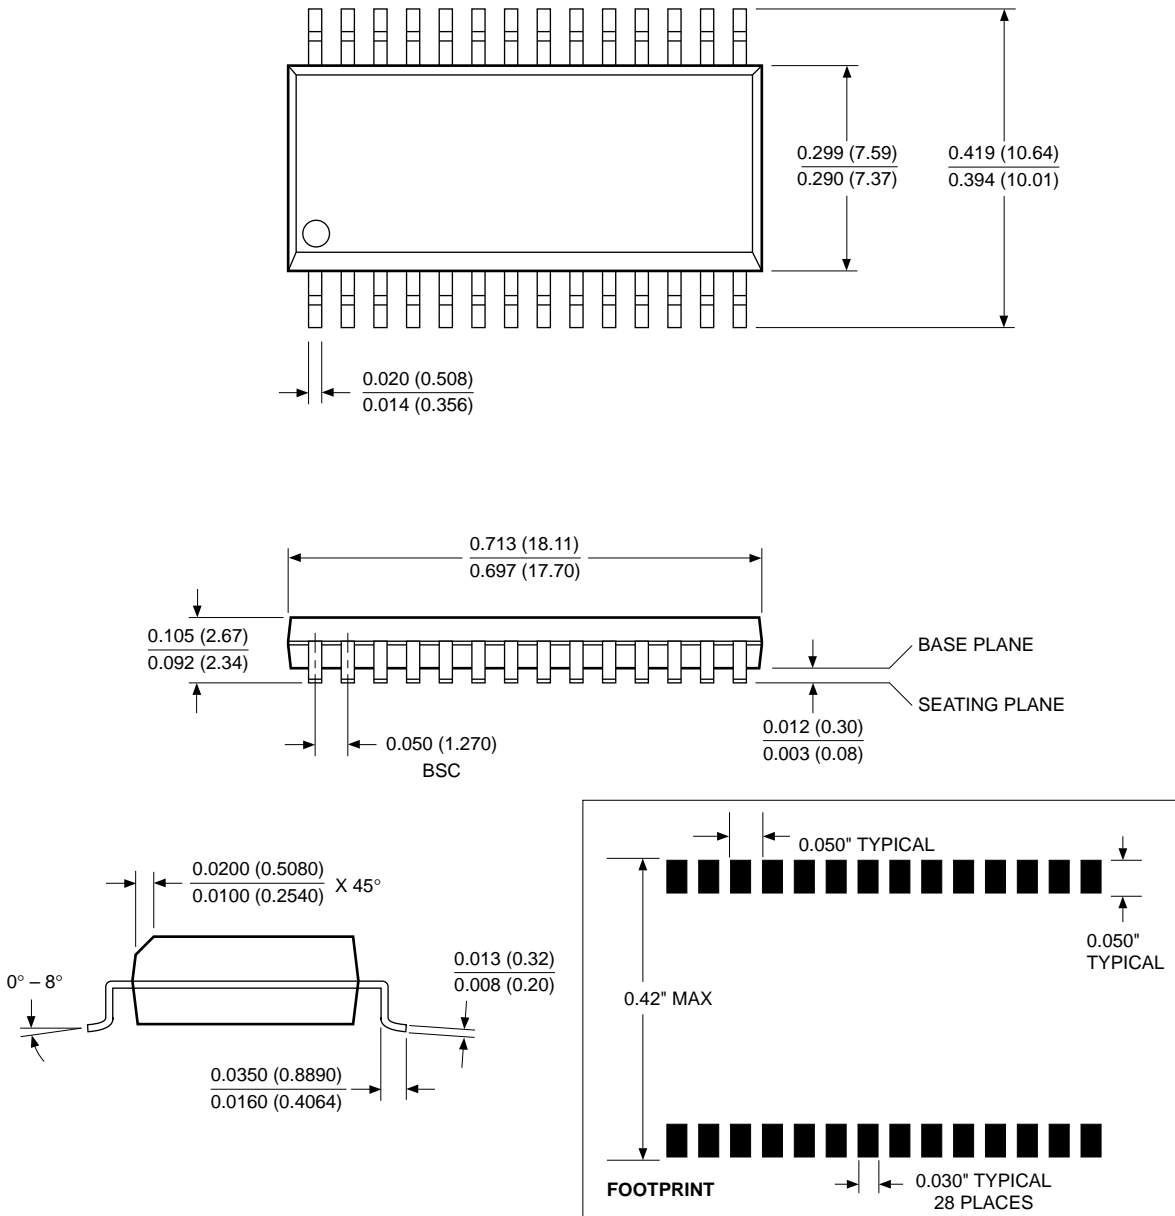 0.299 (7.59)
0.290 (7.37)
0.419 (10.64)
0.394 (10.01)
0.020 (0.508)
0.014 (0.356)
0.713 (18.11)
0.697 (17.70)
0.105 (2.67)
0.092 (2.34)
BASE PLANE
SEATING PLANE
0.012 (0.30)
0.003 (0.08)
0.050 (1.270)
BSC
0.0200 (0.5080)
0.0100 (0.2540)
X 45°
0° – 8°
0.013 (0.32)
0.008 (0.20)
0.0350 (0.8890)
0.0160 (0.4064)
0.050" TYPICAL
0.050"
TYPICAL
0.42" MAX
0.030" TYPICAL
28 PLACES
FOOTPRINT